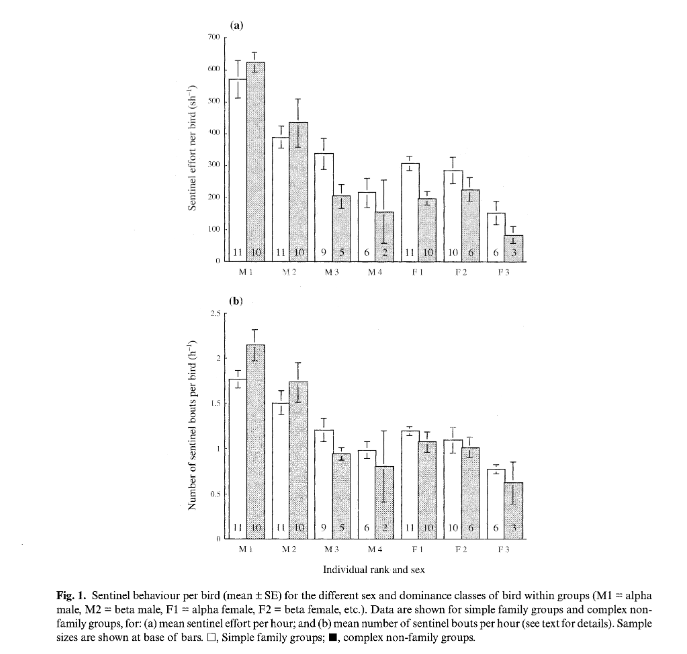 (a)
700
600
500
400
300
200
100
0
Sentinel effort per bird (sh⁻¹)
11 10 11 10 9 5 6 2 11 10 10 6 6 3
M1 M2 M3 M4 F1 F2 F3
(b)
2.5
2
1.5
1
0.5
0
Number of sentinel bouts per bird (h⁻¹)
11 10 11 10 9 5 6 2 11 10 10 6 6 3
M1 M2 M3 M4 F1 F2 F3
Individual rank and sex
Fig. 1. Sentinel behaviour per bird (mean ± SE) for the different sex and dominance classes of bird within groups (M1 = alpha
male, M2 = beta male, F1 = alpha female, F2 = beta female, etc.). Data are shown for simple family groups and complex non-
family groups, for: (a) mean sentinel effort per hour; and (b) mean number of sentinel bouts per hour (see text for details). Sample
sizes are shown at base of bars. □, Simple family groups; ■, complex non-family groups.